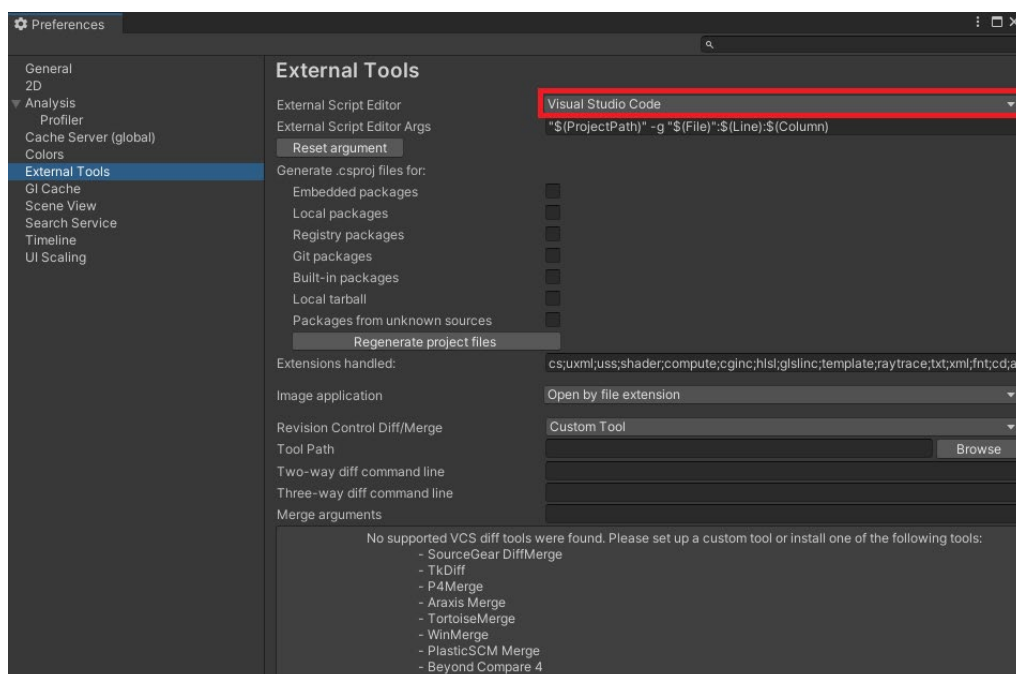 Preferences
General
2D
Analysis
Profiler
Cache Server (global)
Colors
External Tools
GI Cache
Scene View
Search Service
Timeline
UI Scaling
External Tools
External Script Editor
Visual Studio Code
External Script Editor Args
"$(ProjectPath)" -g "$(File)":$(Line):$(Column)
Reset argument
Generate .csproj files for:
Embedded packages
Local packages
Registry packages
Git packages
Built-in packages
Local tarball
Packages from unknown sources
Regenerate project files
Extensions handled:
cs;uxml;uss;shader;compute;cginc;hlsl;glslinc;template;raytrace;txt;xml;fnt;cd;a
Image application
Open by file extension
Revision Control Diff/Merge
Custom Tool
Tool Path
Browse
Two-way diff command line
Three-way diff command line
Merge arguments
No supported VCS diff tools were found. Please set up a custom tool or install one of the following tools:
- SourceGear DiffMerge
- TkDiff
- P4Merge
- Araxis Merge
- TortoiseMerge
- WinMerge
- PlasticSCM Merge
- Beyond Compare 4